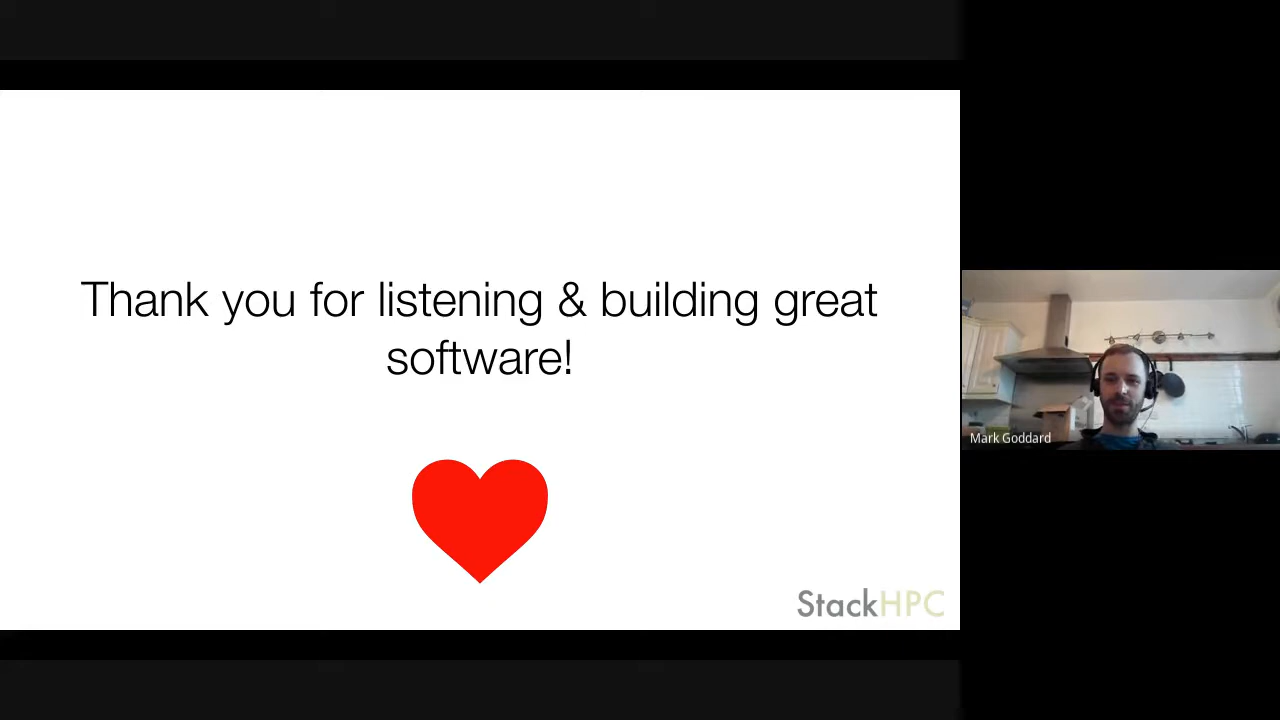 Thank you for listening & building great
software!
StackHPC
Mark Goddard